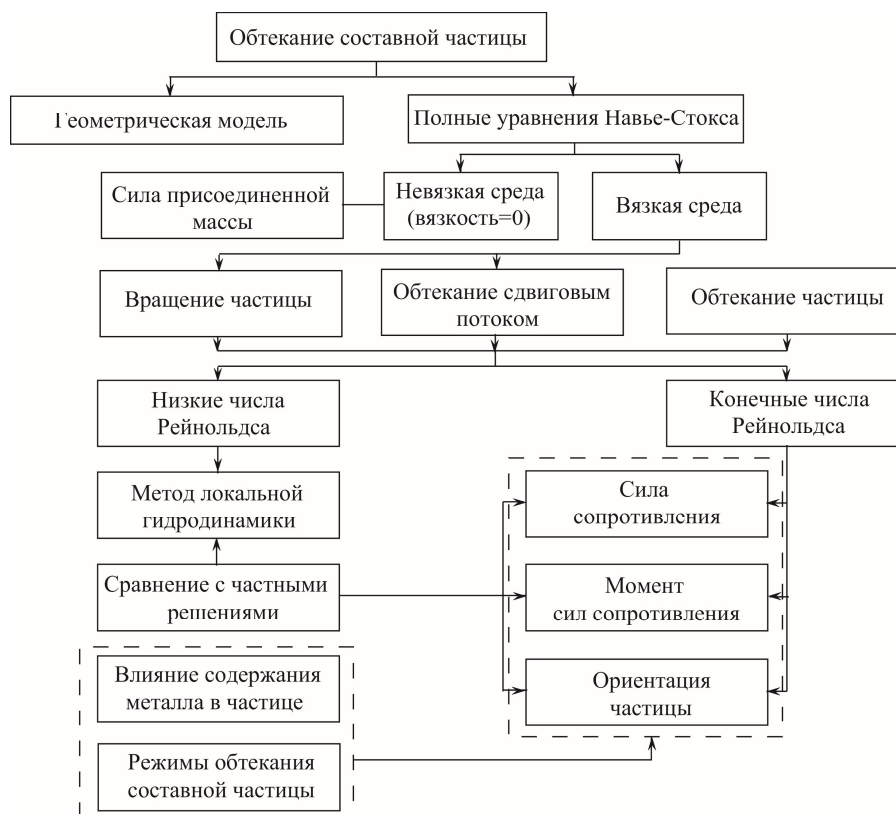 Обтекание составной частицы
Геометрическая модель
Полные уравнения Навье-Стокса
Сила присоединенной
массы
Невязкая среда
(вязкость=0)
Вязкая среда
Вращение частицы
Обтекание сдвиговым
потоком
Обтекание частицы
Низкие числа
Рейнольдса
Конечные числа
Рейнольдса
Метод локальной
гидродинамики
Сила
сопротивления
Сравнение с частными
решениями
Момент
сил сопротивления
Влияние содержания
металла в частице
Ориентация
частицы
Режимы обтекания
составной частицы